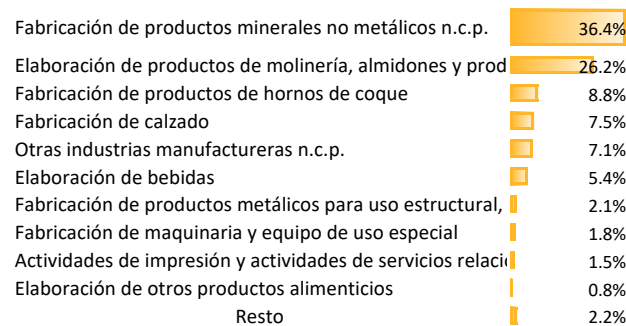 Fabricación de productos minerales no metálicos n.c.p. 36.4%
Elaboración de productos de molinería, almidones y prod 26.2%
Fabricación de productos de hornos de coque 8.8%
Fabricación de calzado 7.5%
Otras industrias manufactureras n.c.p. 7.1%
Elaboración de bebidas 5.4%
Fabricación de productos metálicos para uso estructural, 2.1%
Fabricación de maquinaria y equipo de uso especial 1.8%
Actividades de impresión y actividades de servicios relaci 1.5%
Elaboración de otros productos alimenticios 0.8%
Resto 2.2%